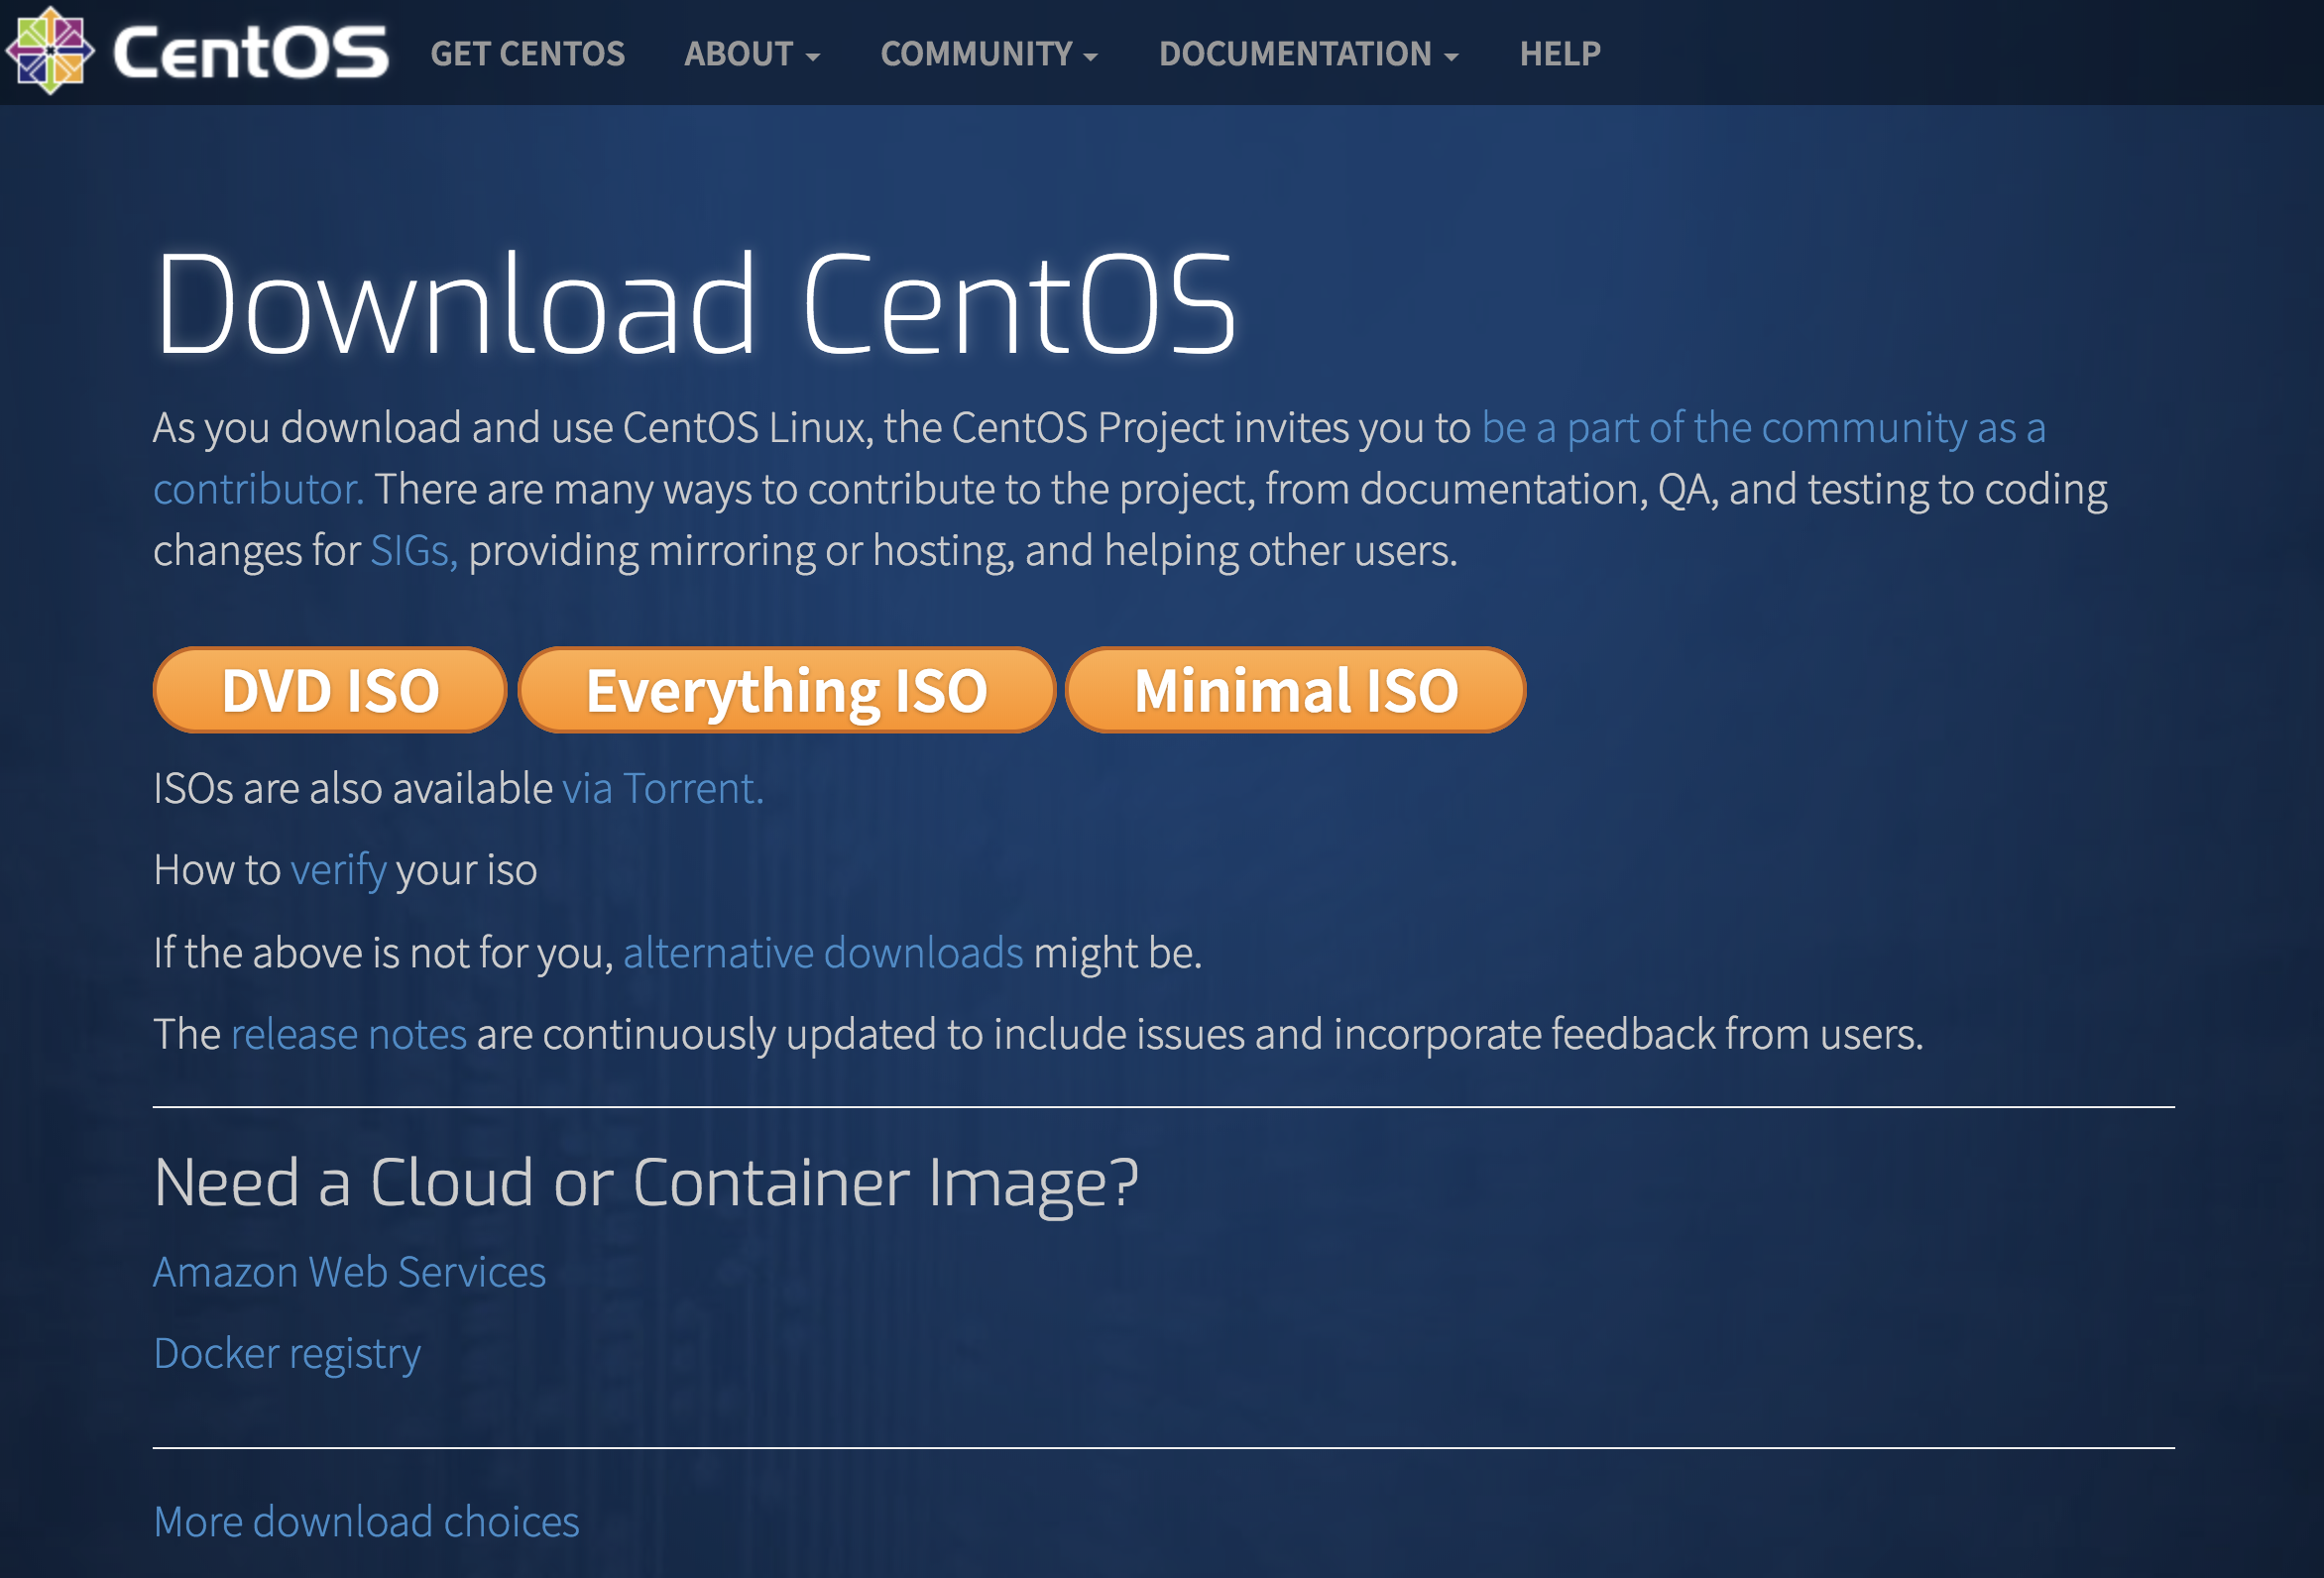 CentOS GET CENTOS ABOUT COMMUNITY DOCUMENTATION HELP
Download CentOS
As you download and use CentOS Linux, the CentOS Project invites you to be a part of the community as a
contributor. There are many ways to contribute to the project, from documentation, QA, and testing to coding
changes for SIGs, providing mirroring or hosting, and helping other users.
DVD ISO Everything ISO Minimal ISO
ISOs are also available via Torrent.
How to verify your iso
If the above is not for you, alternative downloads might be.
The release notes are continuously updated to include issues and incorporate feedback from users.
Need a Cloud or Container Image?
Amazon Web Services
Docker registry
More download choices